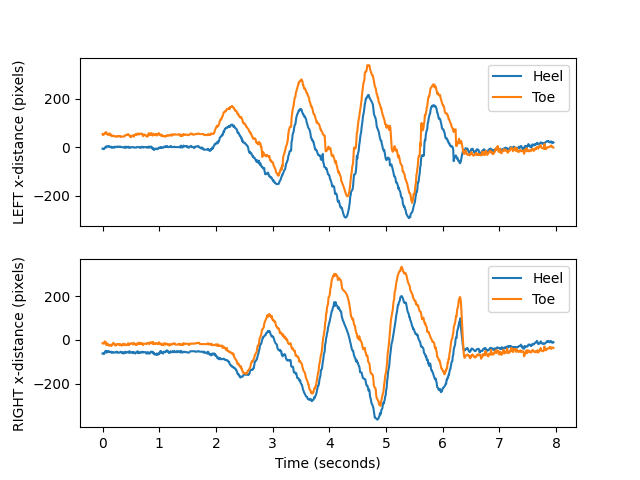 LEFT x-distance (pixels)
200
0
−200
Heel
Toe
RIGHT x-distance (pixels)
200
0
−200
Heel
Toe
0 1 2 3 4 5 6 7 8
Time (seconds)